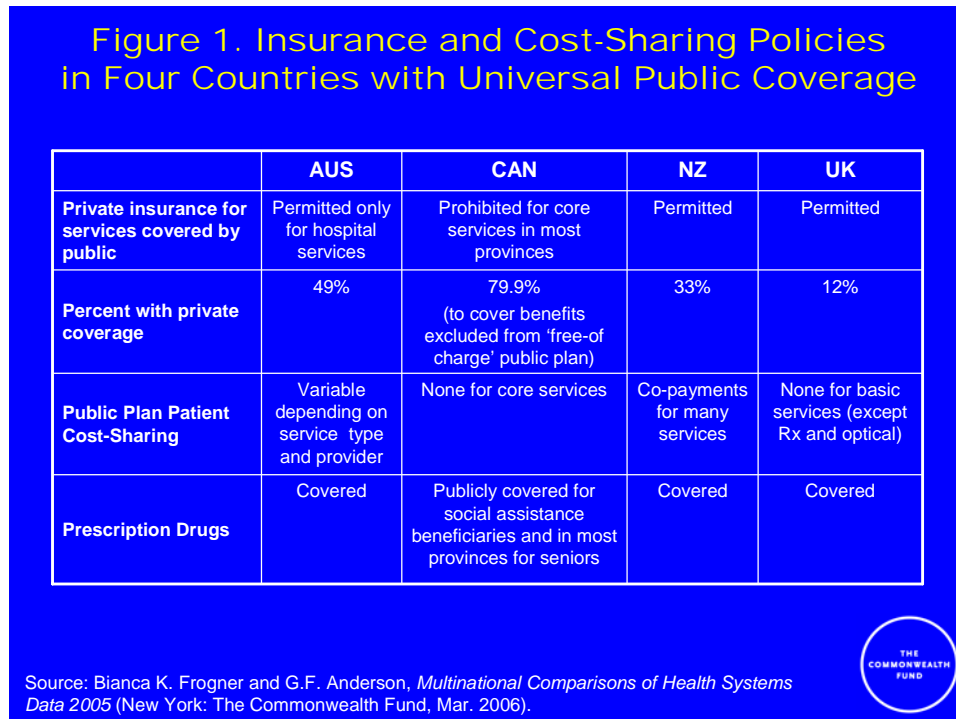 Figure 1. Insurance and Cost-Sharing Policies
in Four Countries with Universal Public Coverage
AUS CAN NZ UK
Private insurance for
services covered by
public
Permitted only
for hospital
services
Prohibited for core
services in most
provinces
Permitted
Permitted
Percent with private
coverage
49%
79.9%
(to cover benefits
excluded from ‘free-of
charge’ public plan)
33%
12%
Public Plan Patient
Cost-Sharing
Variable
depending on
service type
and provider
None for core services
Co-payments
for many
services
None for basic
services (except
Rx and optical)
Prescription Drugs
Covered
Publicly covered for
social assistance
beneficiaries and in most
provinces for seniors
Covered
Covered
THE
COMMONWEALTH
FUND
Source: Bianca K. Frogner and G.F. Anderson, Multinational Comparisons of Health Systems
Data 2005 (New York: The Commonwealth Fund, Mar. 2006).